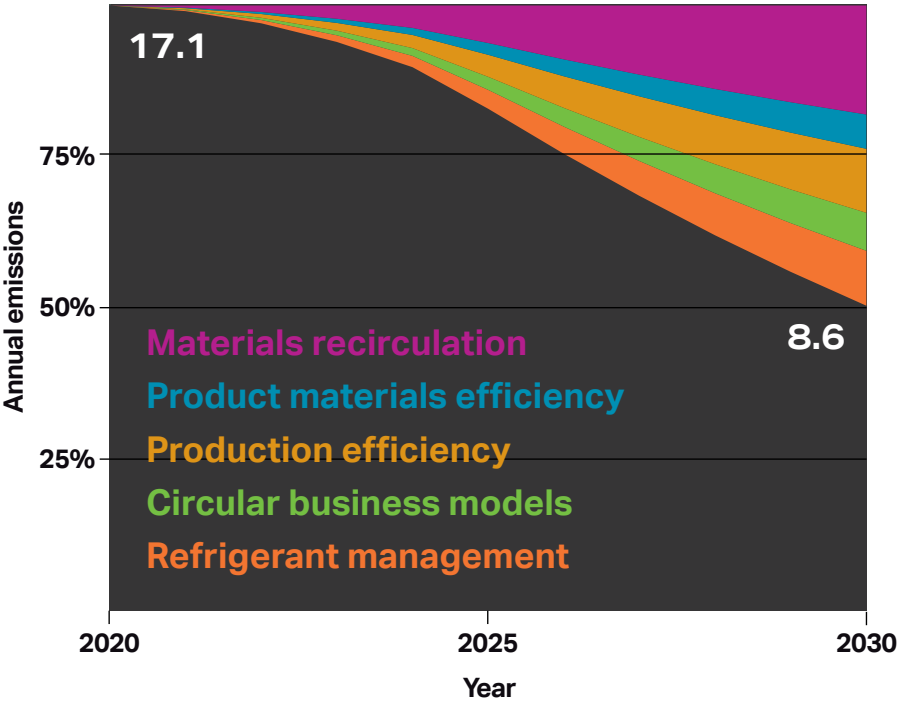 17.1
75%
Annual emissions
50%
Materials recirculation
8.6
Product materials efficiency
Production efficiency
25%
Circular business models
Refrigerant management
2020
2025
2030
Year